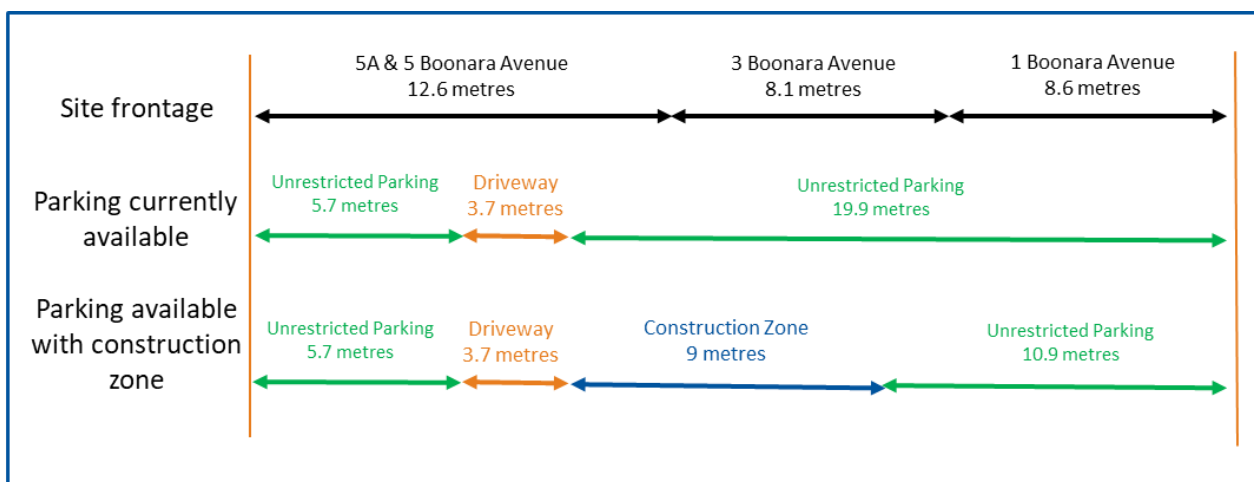 Site frontage
5A & 5 Boonara Avenue
12.6 metres
3 Boonara Avenue
8.1 metres
1 Boonara Avenue
8.6 metres
Parking currently
available
Unrestricted Parking
5.7 metres
Driveway
3.7 metres
Unrestricted Parking
19.9 metres
Parking available
with construction
zone
Unrestricted Parking
5.7 metres
Driveway
3.7 metres
Construction Zone
9 metres
Unrestricted Parking
10.9 metres